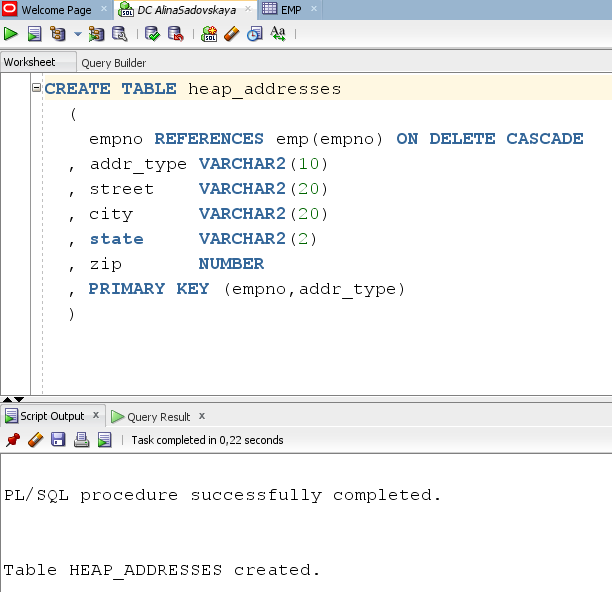 Welcome Page DC AlinaSadovskaya EMP
Worksheet Query Builder
CREATE TABLE heap_addresses
(
empno REFERENCES emp(empno) ON DELETE CASCADE
, addr_type VARCHAR2(10)
, street VARCHAR2(20)
, city VARCHAR2(20)
, state VARCHAR2(2)
, zip NUMBER
, PRIMARY KEY (empno,addr_type)
)
Script Output x Query Result x
Task completed in 0,22 seconds
PL/SQL procedure successfully completed.
Table HEAP_ADDRESSES created.